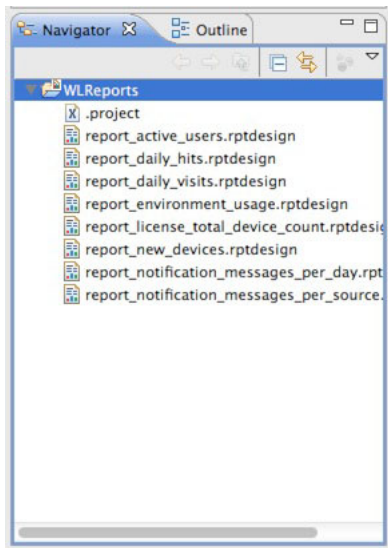 Navigator Outline
WLReports
.project
report_active_users.rptdesign
report_daily_hits.rptdesign
report_daily_visits.rptdesign
report_environment_usage.rptdesign
report_license_total_device_count.rptdesig
report_new_devices.rptdesign
report_notification_messages_per_day.rpt
report_notification_messages_per_source.